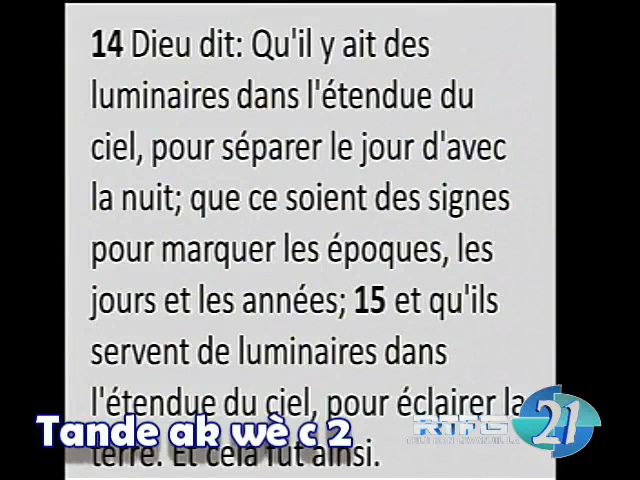 14 Dieu dit: Qu'il y ait des
luminaires dans l'étendue du
ciel, pour séparer le jour d'avec
la nuit; que ce soient des signes
pour marquer les époques, les
jours et les années; 15 et qu'ils
servent de luminaires dans
l'étendue du ciel, pour éclairer la
terre. Et cela fut ainsi.
Tande ak wè c 2
21